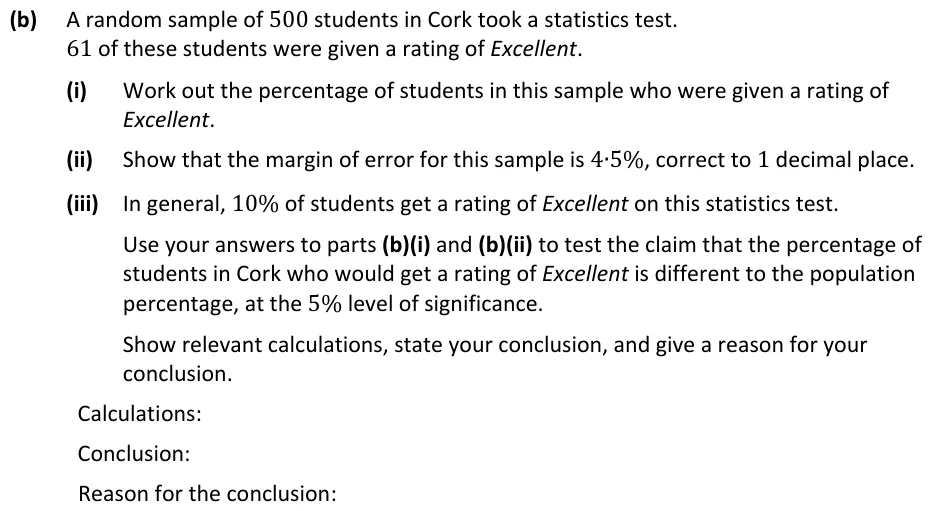 (b) A random sample of 500 students in Cork took a statistics test.
61 of these students were given a rating of Excellent.
(i) Work out the percentage of students in this sample who were given a rating of
Excellent.
(ii) Show that the margin of error for this sample is 4·5%, correct to 1 decimal place.
(iii) In general, 10% of students get a rating of Excellent on this statistics test.
Use your answers to parts (b)(i) and (b)(ii) to test the claim that the percentage of
students in Cork who would get a rating of Excellent is different to the population
percentage, at the 5% level of significance.
Show relevant calculations, state your conclusion, and give a reason for your
conclusion.
Calculations:
Conclusion:
Reason for the conclusion: